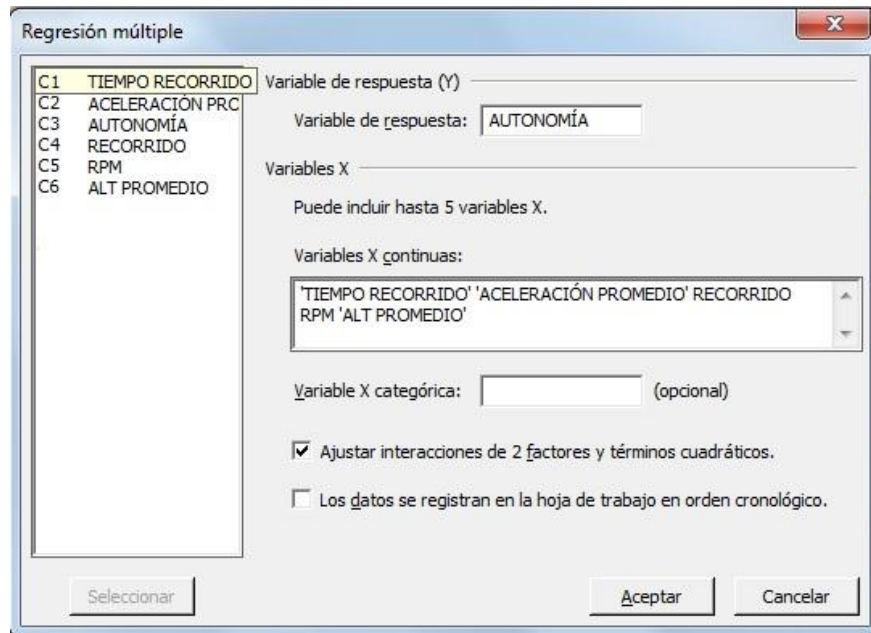 Regresión múltiple
C1 TIEMPO RECORRIDO
C2 ACELERACIÓN PRC
C3 AUTONOMÍA
C4 RECORRIDO
C5 RPM
C6 ALT PROMEDIO
Variable de respuesta (Y)
Variable de respuesta: AUTONOMÍA
Variables X
Puede incluir hasta 5 variables X.
Variables X continuas:
'TIEMPO RECORRIDO' 'ACELERACIÓN PROMEDIO' RECORRIDO
RPM 'ALT PROMEDIO'
Variable X categórica: (opcional)
Ajustar interacciones de 2 factores y términos cuadráticos.
Los datos se registran en la hoja de trabajo en orden cronológico.
Seleccionar
Aceptar
Cancelar